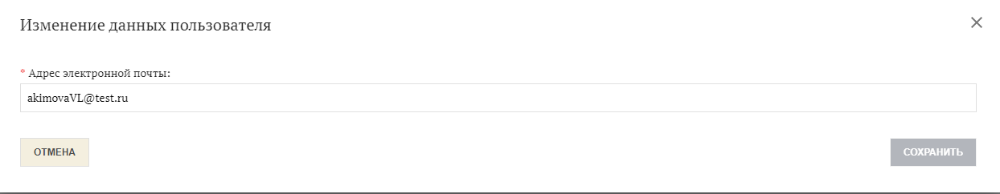 Изменение данных пользователя
* Адрес электронной почты:
akimovaVL@test.ru
ОТМЕНА
СОХРАНИТЬ